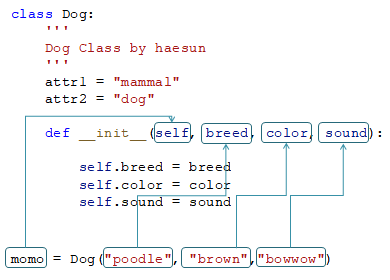 class Dog:
'''
Dog Class by haesun
'''
attr1 = "mammal"
attr2 = "dog"
def __init__(self, breed, color, sound):
self.breed = breed
self.color = color
self.sound = sound
momo = Dog("poodle", "brown","bowwow")